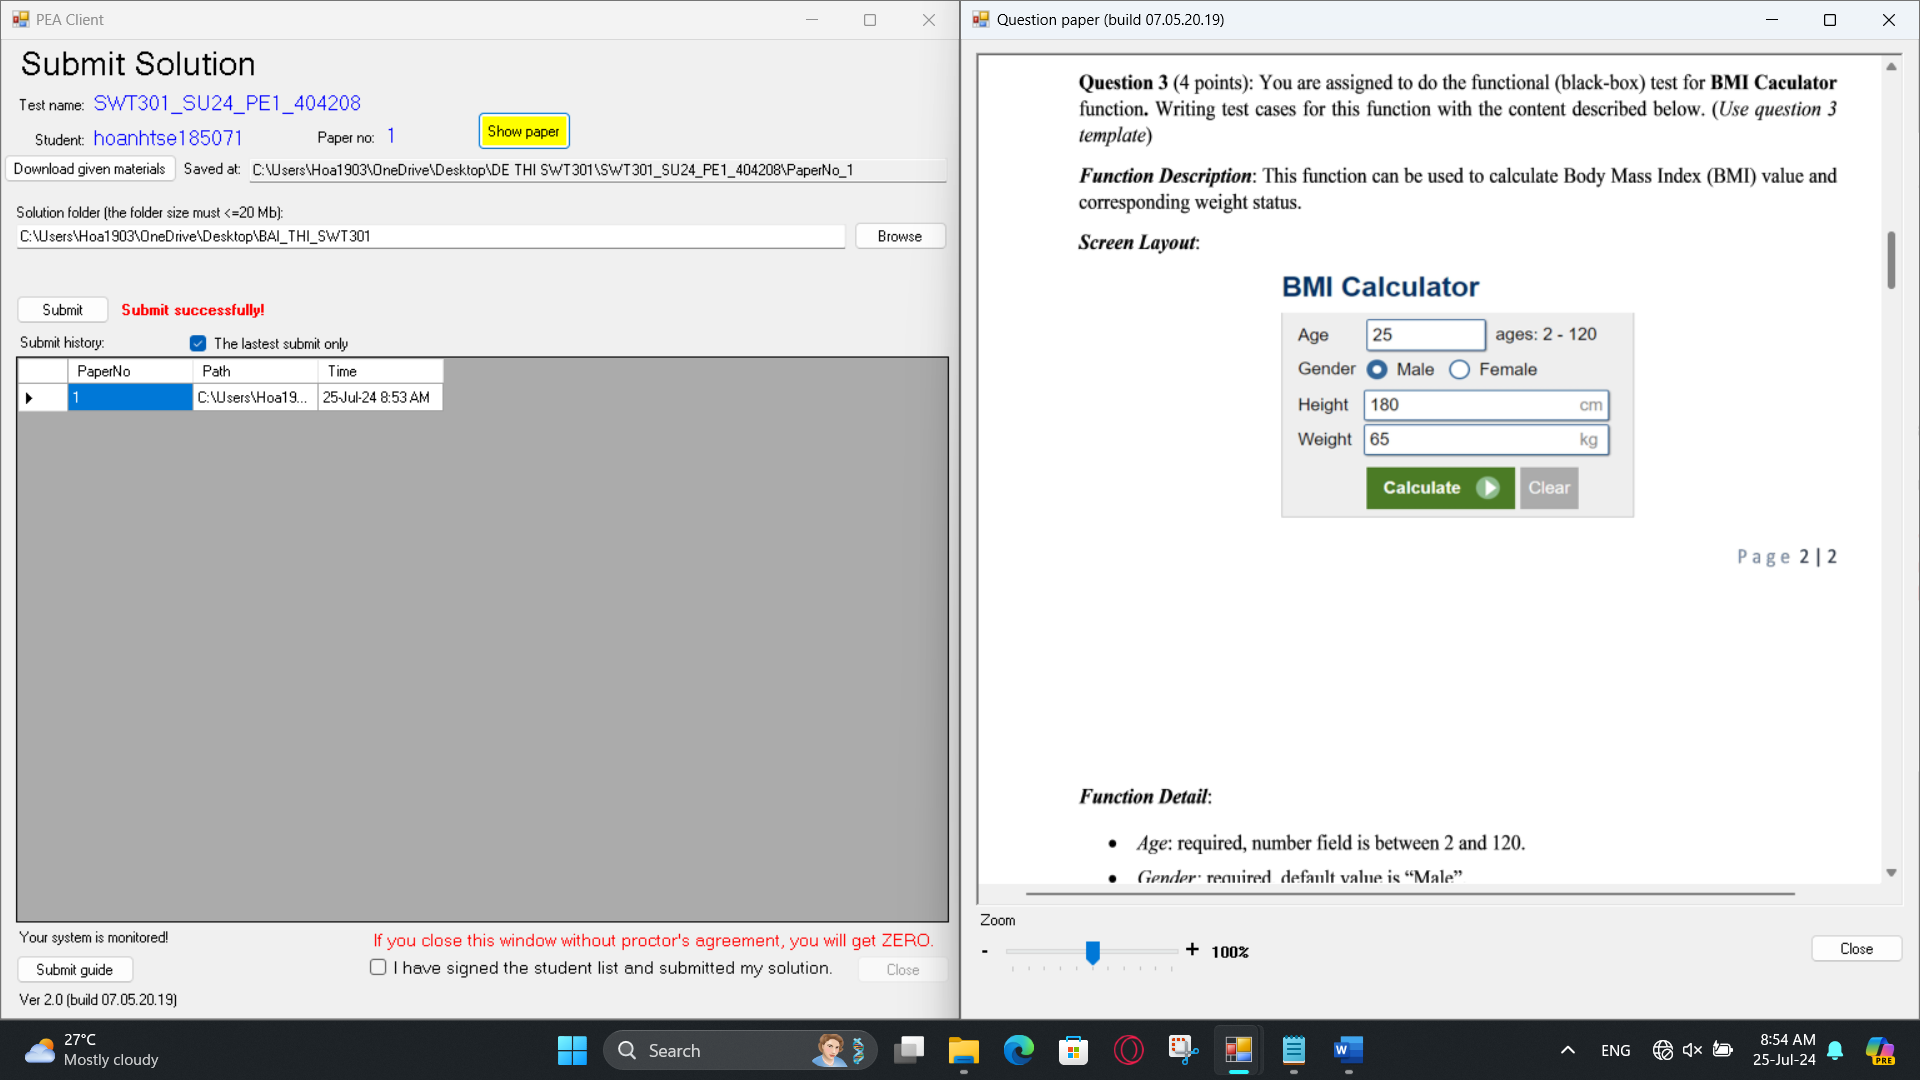 PEA Client
Submit Solution
Test name: SWT301_SU24_PE1_404208
Student: hoanhtse185071 Paper no: 1 Show paper
Download given materials Saved at: C:\Users\Hoa1903\OneDrive\Desktop\DE THI SWT301\SWT301_SU24_PE1_404208\PaperNo_1
Solution folder (the folder size must <=20 Mb):
C:\Users\Hoa1903\OneDrive\Desktop\BAI_THI_SWT301 Browse
Submit Submit successfully!
Submit history: The lastest submit only
PaperNo Path Time
1 C:\Users\Hoa19... 25-Jul-24 8:53 AM
Your system is monitored!
If you close this window without proctor's agreement, you will get ZERO.
Submit guide I have signed the student list and submitted my solution. Close
Ver 2.0 (build 07.05.20.19)
Question paper (build 07.05.20.19)
Question 3 (4 points): You are assigned to do the functional (black-box) test for BMI Caculator
function. Writing test cases for this function with the content described below. (Use question 3
template)
Function Description: This function can be used to calculate Body Mass Index (BMI) value and
corresponding weight status.
Screen Layout:
BMI Calculator
Age 25 ages: 2 - 120
Gender Male Female
Height 180 cm
Weight 65 kg
Calculate Clear
Page 2 | 2
Function Detail:
• Age: required, number field is between 2 and 120.
• Gender: required, default value is “Male”
Zoom
- + 100%
Close
27°C
Mostly cloudy
Search
ENG
8:54 AM
25-Jul-24
PRE